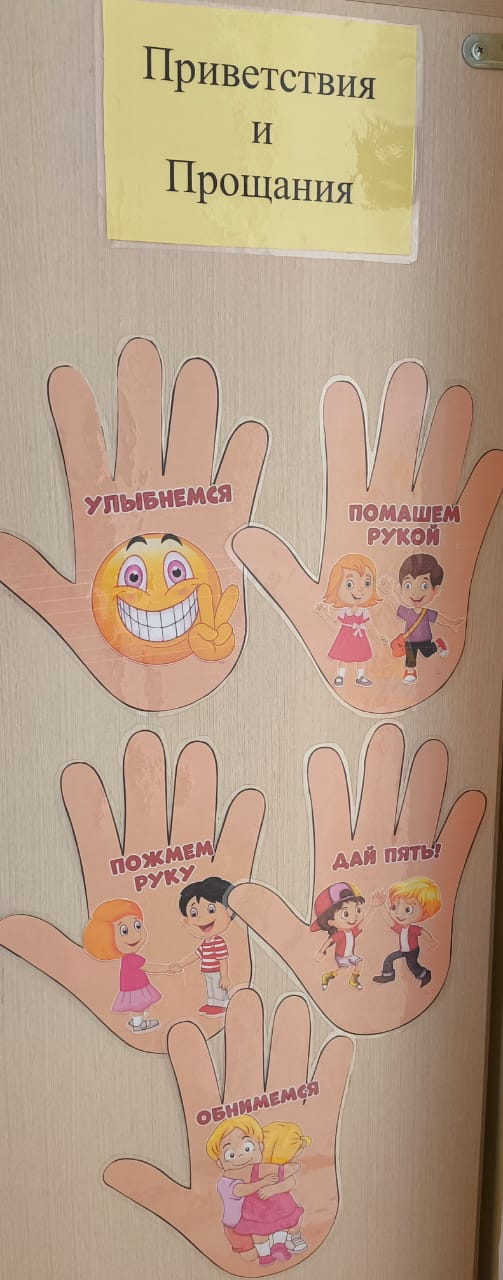 Приветствия
и
Прощания
УЛЫБНЕМСЯ
ПОМАШЕМ
РУКОЙ
ПОЖМЕМ
РУКУ
ДАЙ ПЯТЬ!
ОБНИМЕМСЯ